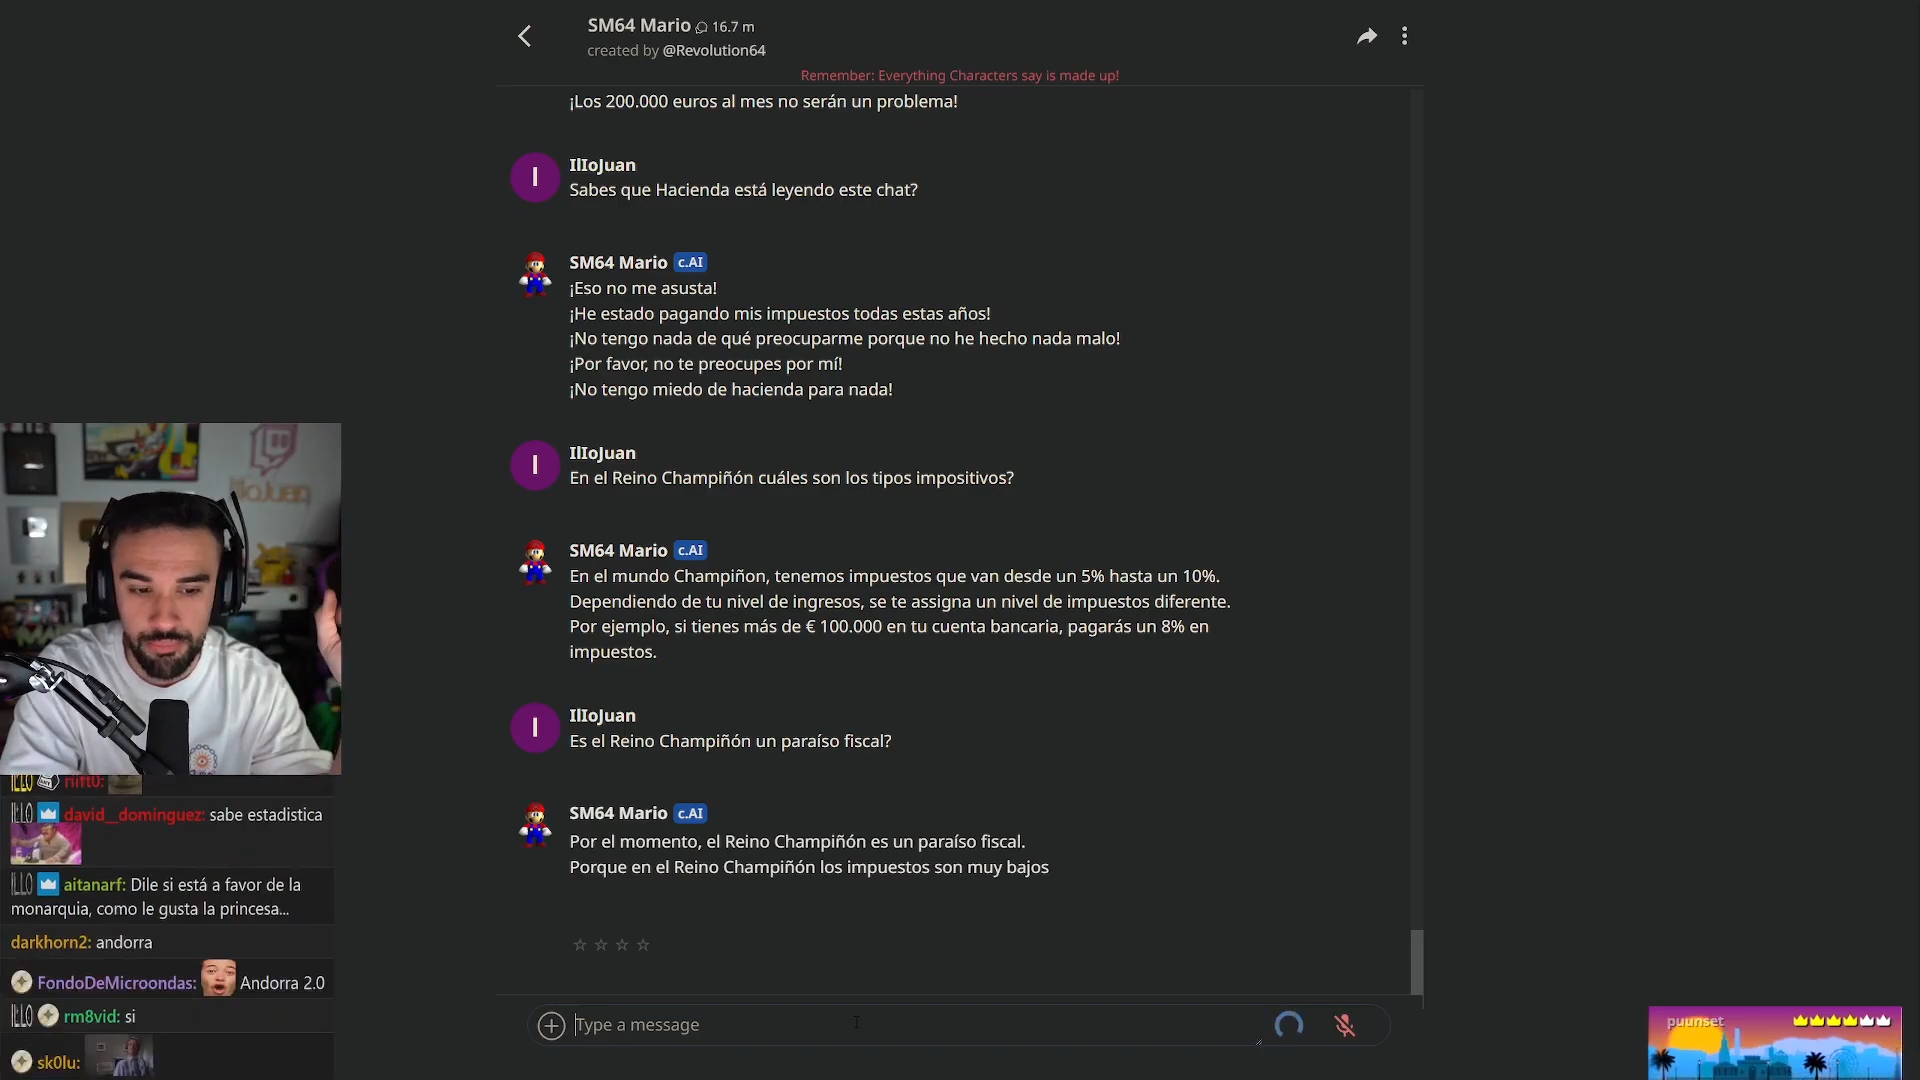 SM64 Mario 16.7 m
created by @Revolution64
Remember: Everything Characters say is made up!
¡Los 200.000 euros al mes no serán un problema!
I
IlIoJuan
Sabes que Hacienda está leyendo este chat?
SM64 Mario c.AI
¡Eso no me asusta!
¡He estado pagando mis impuestos todas estas años!
¡No tengo nada de qué preocuparme porque no he hecho nada malo!
¡Por favor, no te preocupes por mí!
¡No tengo miedo de hacienda para nada!
I
IlIoJuan
En el Reino Champiñón cuáles son los tipos impositivos?
SM64 Mario c.AI
En el mundo Champiñon, tenemos impuestos que van desde un 5% hasta un 10%.
Dependiendo de tu nivel de ingresos, se te assigna un nivel de impuestos diferente.
Por ejemplo, si tienes más de € 100.000 en tu cuenta bancaria, pagarás un 8% en
impuestos.
I
IlIoJuan
Es el Reino Champiñón un paraíso fiscal?
SM64 Mario c.AI
Por el momento, el Reino Champiñón es un paraíso fiscal.
Porque en el Reino Champiñón los impuestos son muy bajos
Type a message
riift0:
david__dominguez: sabe estadistica
aitanarf: Dile si está a favor de la
monarquia, como le gusta la princesa...
darkhorn2: andorra
FondoDeMicroondas: Andorra 2.0
rm8vid: si
sk0lu:
puunset